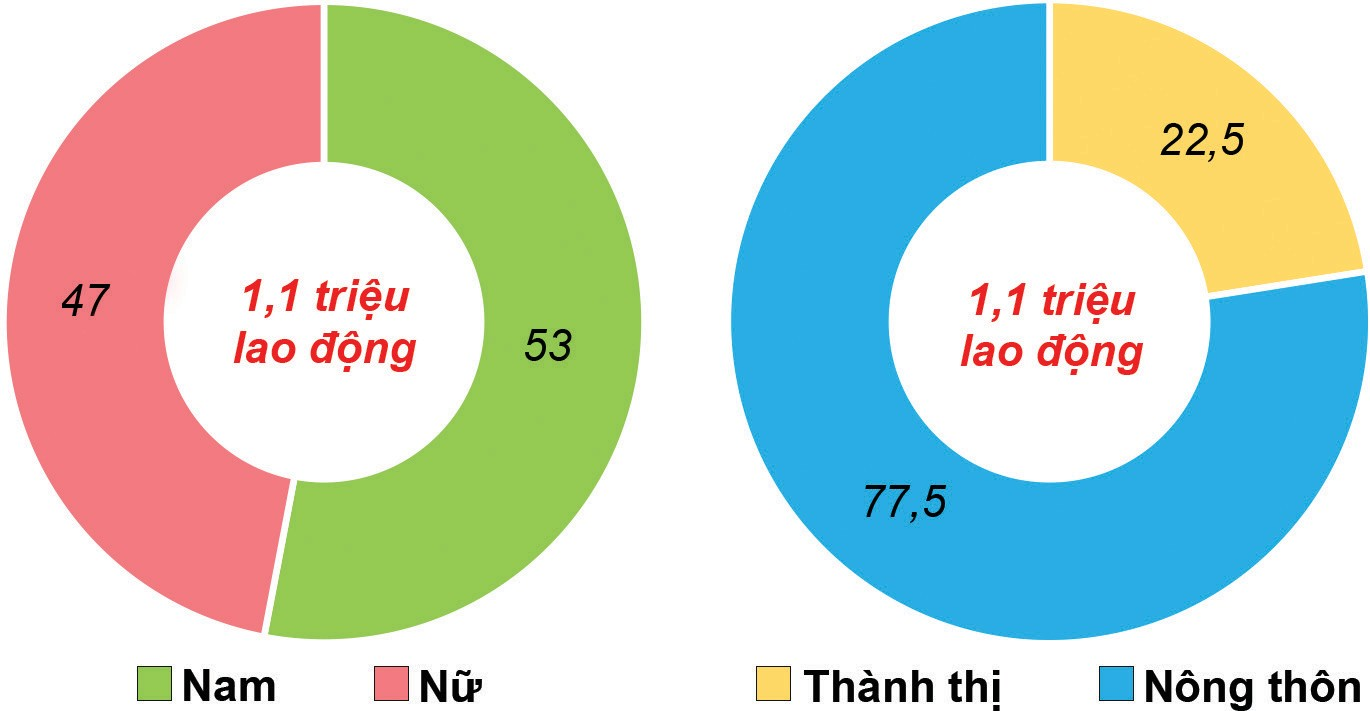 47
1,1 triệu
lao động
53
Nam
Nữ
22,5
1,1 triệu
lao động
77,5
Thành thị
Nông thôn